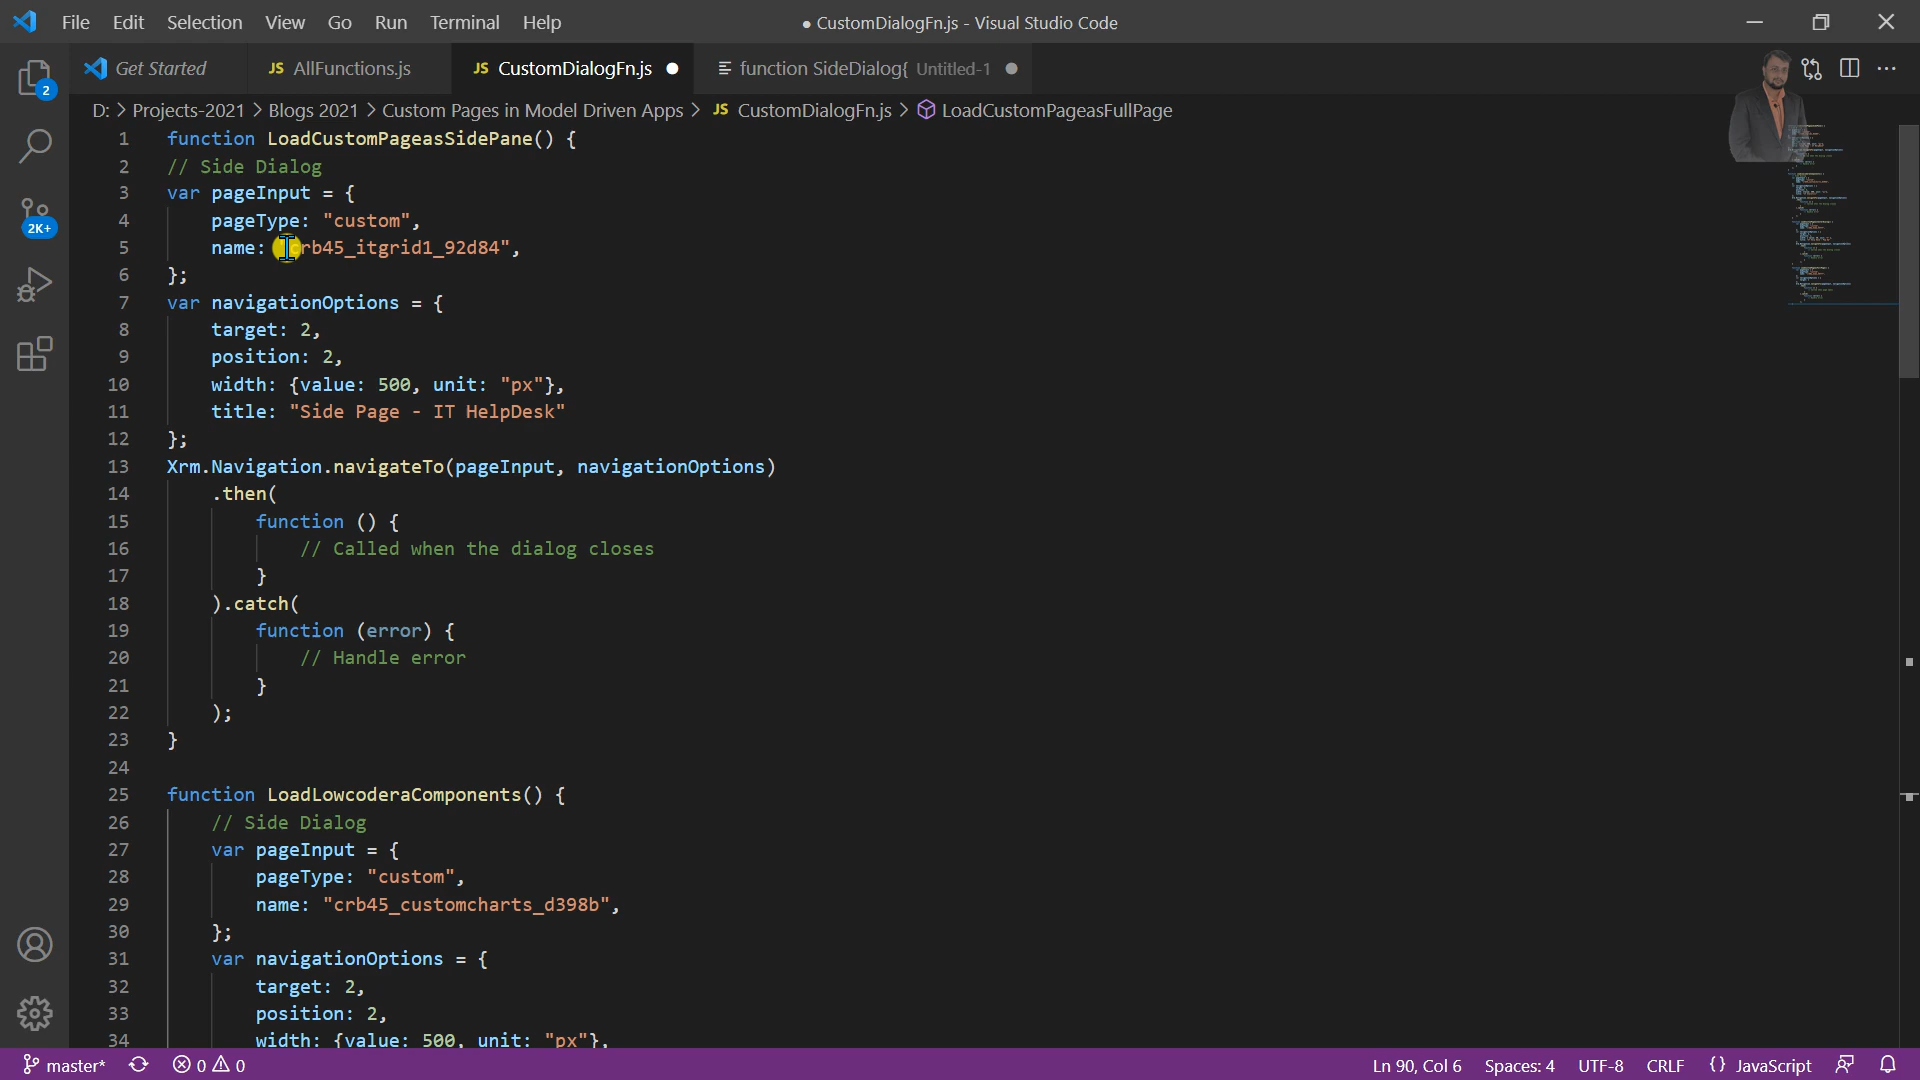 File Edit Selection View Go Run Terminal Help
● CustomDialogFn.js - Visual Studio Code
Get Started
JS AllFunctions.js
JS CustomDialogFn.js
function SideDialog{ Untitled-1
D: > Projects-2021 > Blogs 2021 > Custom Pages in Model Driven Apps > JS CustomDialogFn.js > LoadCustomPageasFullPage
2
2K+
1 function LoadCustomPageasSidePane() {
2 // Side Dialog
3 var pageInput = {
4 pageType: "custom",
5 name: "crb45_itgrid1_92d84",
6 };
7 var navigationOptions = {
8 target: 2,
9 position: 2,
10 width: {value: 500, unit: "px"},
11 title: "Side Page - IT HelpDesk"
12 };
13 Xrm.Navigation.navigateTo(pageInput, navigationOptions)
14 .then(
15 function () {
16 // Called when the dialog closes
17 }
18 ).catch(
19 function (error) {
20 // Handle error
21 }
22 );
23 }
24
25 function LoadLowcoderaComponents() {
26 // Side Dialog
27 var pageInput = {
28 pageType: "custom",
29 name: "crb45_customcharts_d398b",
30 };
31 var navigationOptions = {
32 target: 2,
33 position: 2,
34 width: {value: 500, unit: "px"},
master* 0 0 Ln 90, Col 6 Spaces: 4 UTF-8 CRLF {} JavaScript